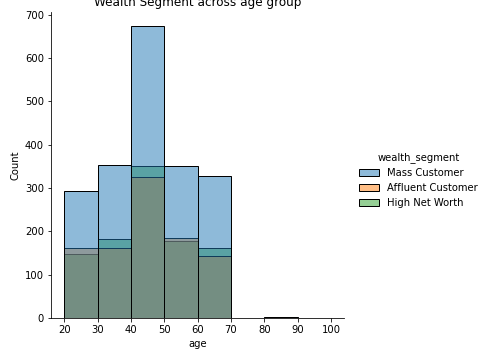 Wealth Segment across age group
700
600
500
400
300
200
100
0
Count
20 30 40 50 60 70 80 90 100
age
wealth_segment
Mass Customer
Affluent Customer
High Net Worth